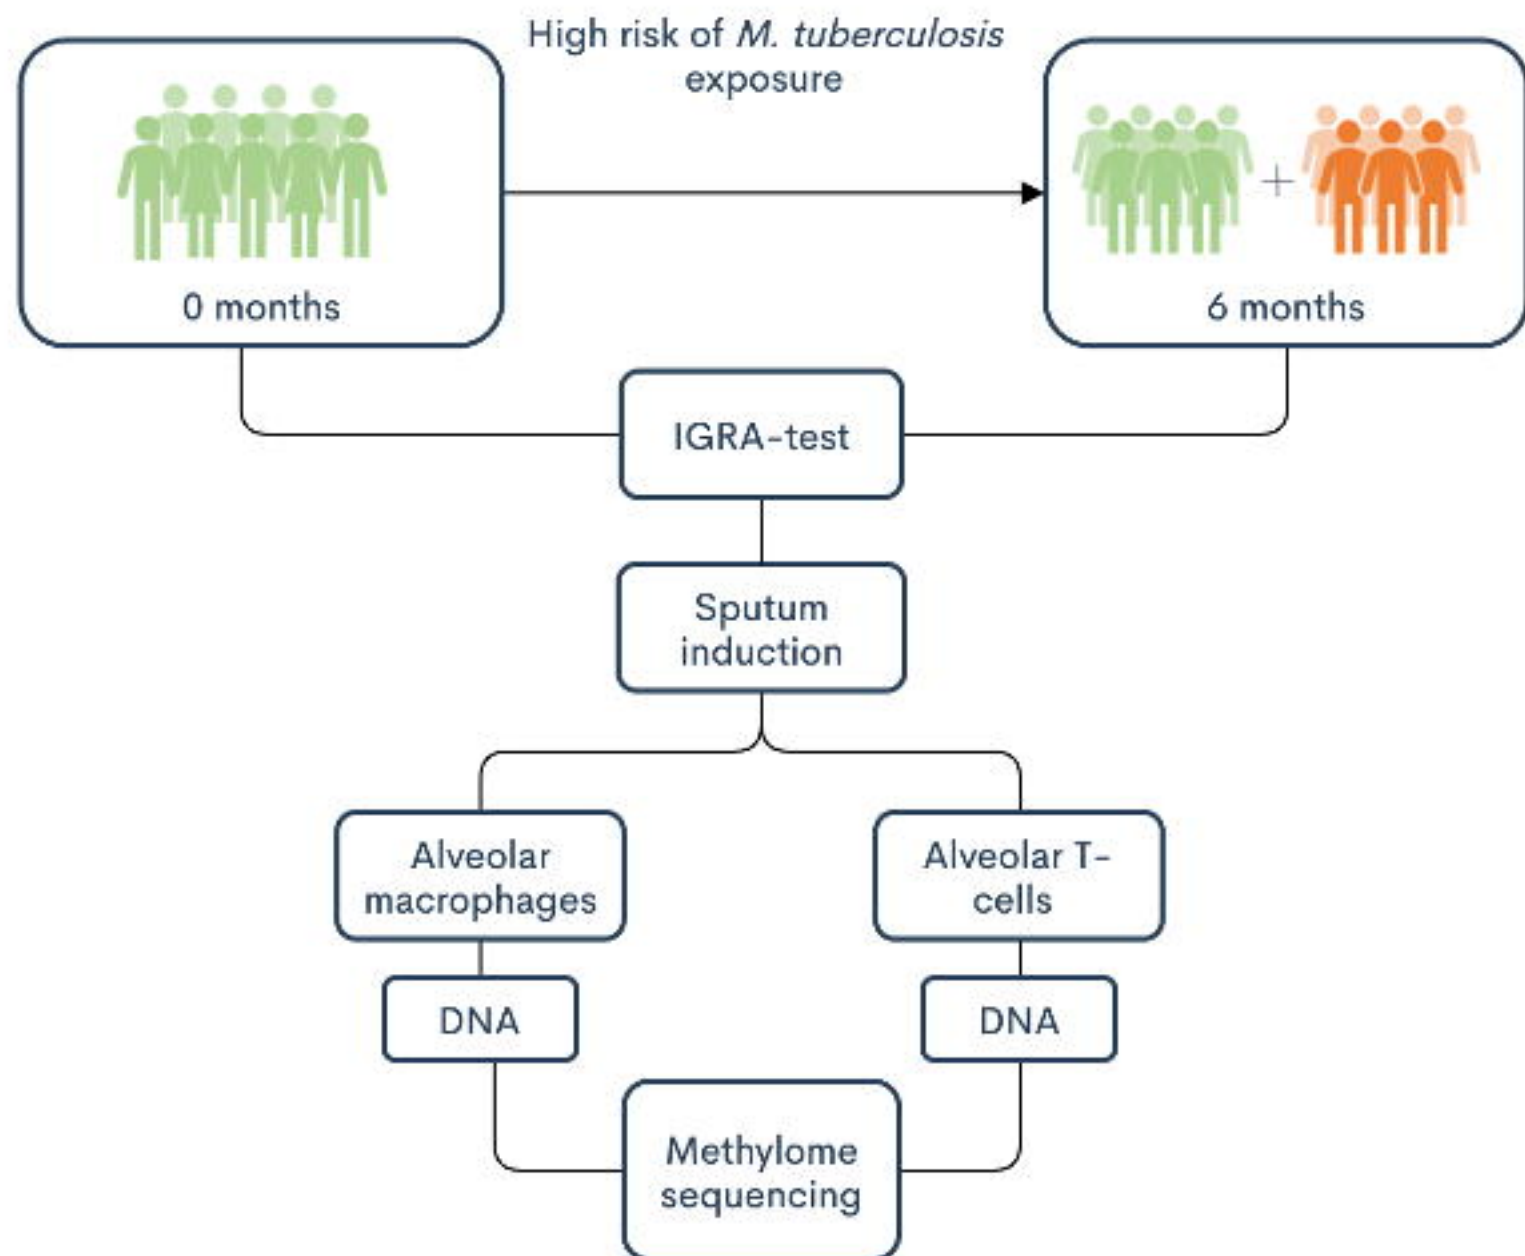 High risk of M. tuberculosis
exposure
+
0 months
6 months
IGRA-test
Sputum
induction
Alveolar
macrophages
Alveolar T-
cells
DNA
DNA
Methylome
sequencing